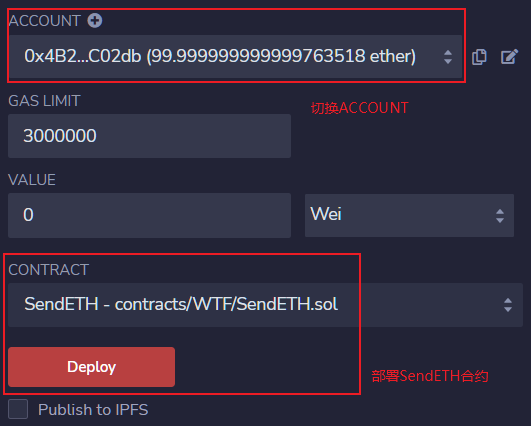 ACCOUNT
0x4B2...C02db (99.999999999999763518 ether)
GAS LIMIT
切换ACCOUNT
3000000
VALUE
0
Wei
CONTRACT
SendETH - contracts/WTF/SendETH.sol
Deploy
部署SendETH合约
Publish to IPFS